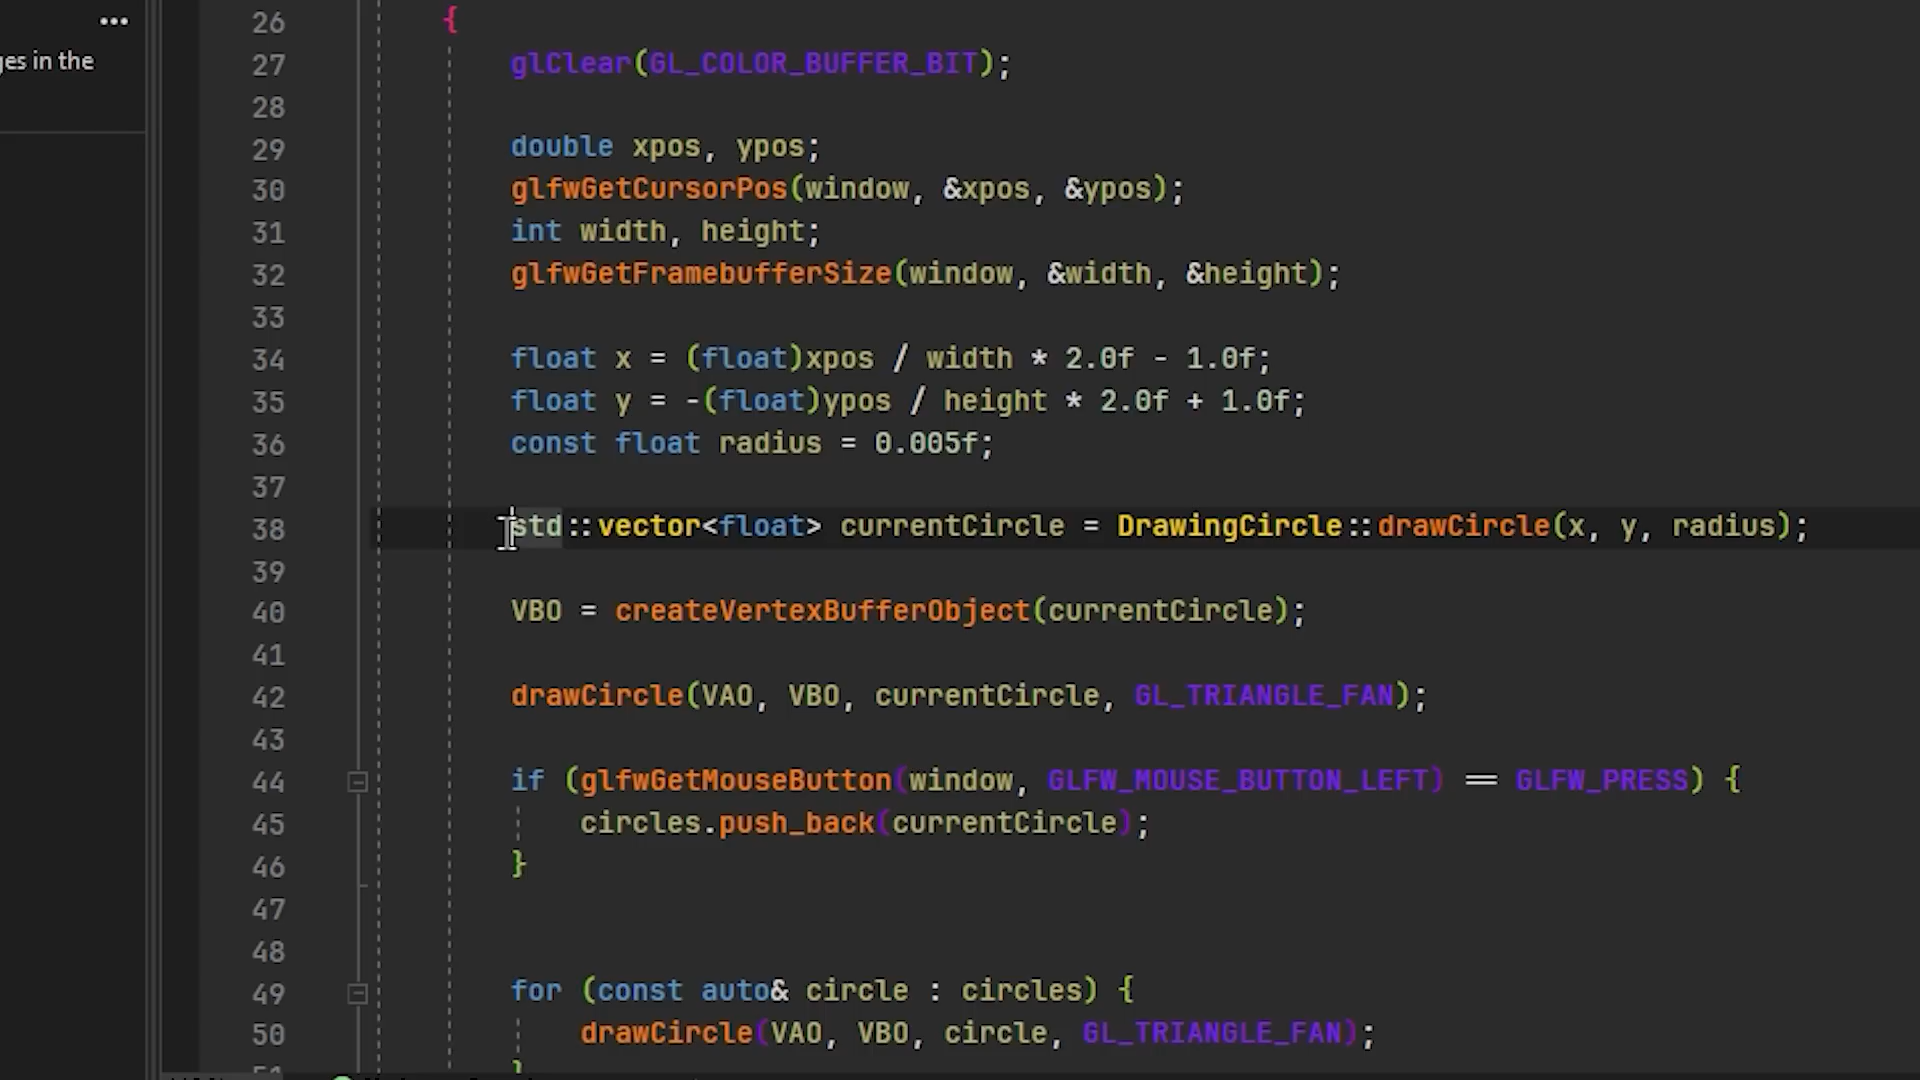 ges in the
26 {
27 glClear(GL_COLOR_BUFFER_BIT);
28
29 double xpos, ypos;
30 glfwGetCursorPos(window, &xpos, &ypos);
31 int width, height;
32 glfwGetFramebufferSize(window, &width, &height);
33
34 float x = (float)xpos / width * 2.0f - 1.0f;
35 float y = -(float)ypos / height * 2.0f + 1.0f;
36 const float radius = 0.005f;
37
38 std::vector<float> currentCircle = DrawingCircle::drawCircle(x, y, radius);
39
40 VBO = createVertexBufferObject(currentCircle);
41
42 drawCircle(VAO, VBO, currentCircle, GL_TRIANGLE_FAN);
43
44 if (glfwGetMouseButton(window, GLFW_MOUSE_BUTTON_LEFT) == GLFW_PRESS) {
45 circles.push_back(currentCircle);
46 }
47
48
49 for (const auto& circle : circles) {
50 drawCircle(VAO, VBO, circle, GL_TRIANGLE_FAN);
51 }